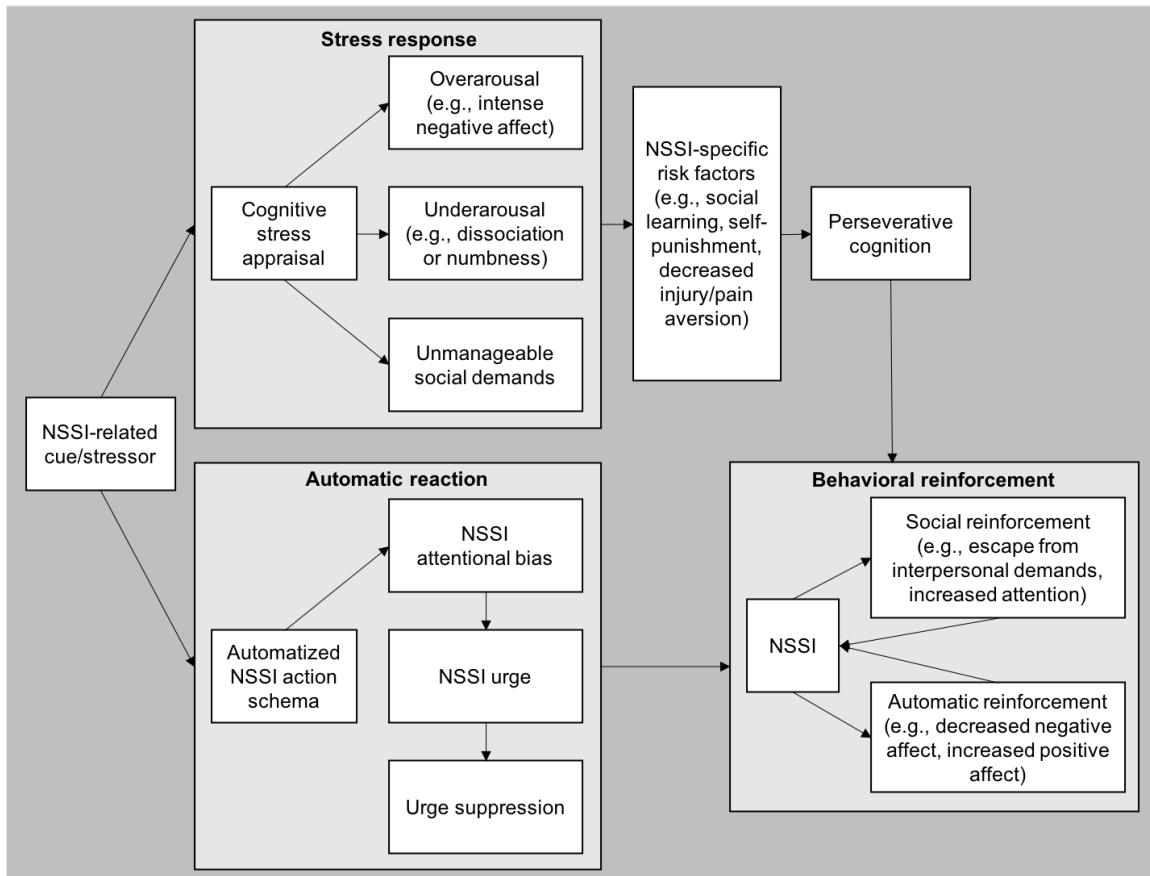 Stress response
Overarousal
(e.g., intense
negative affect)
Cognitive
stress
appraisal
Underarousal
(e.g., dissociation
or numbness)
Unmanageable
social demands
NSSI-specific
risk factors
(e.g., social
learning, self-
punishment,
decreased
injury/pain
aversion)
Perseverative
cognition
NSSI-related
cue/stressor
Automatic reaction
NSSI
attentional bias
Automatized
NSSI action
schema
NSSI urge
Urge suppression
Behavioral reinforcement
Social reinforcement
(e.g., escape from
interpersonal demands,
increased attention)
NSSI
Automatic reinforcement
(e.g., decreased negative
affect, increased positive
affect)